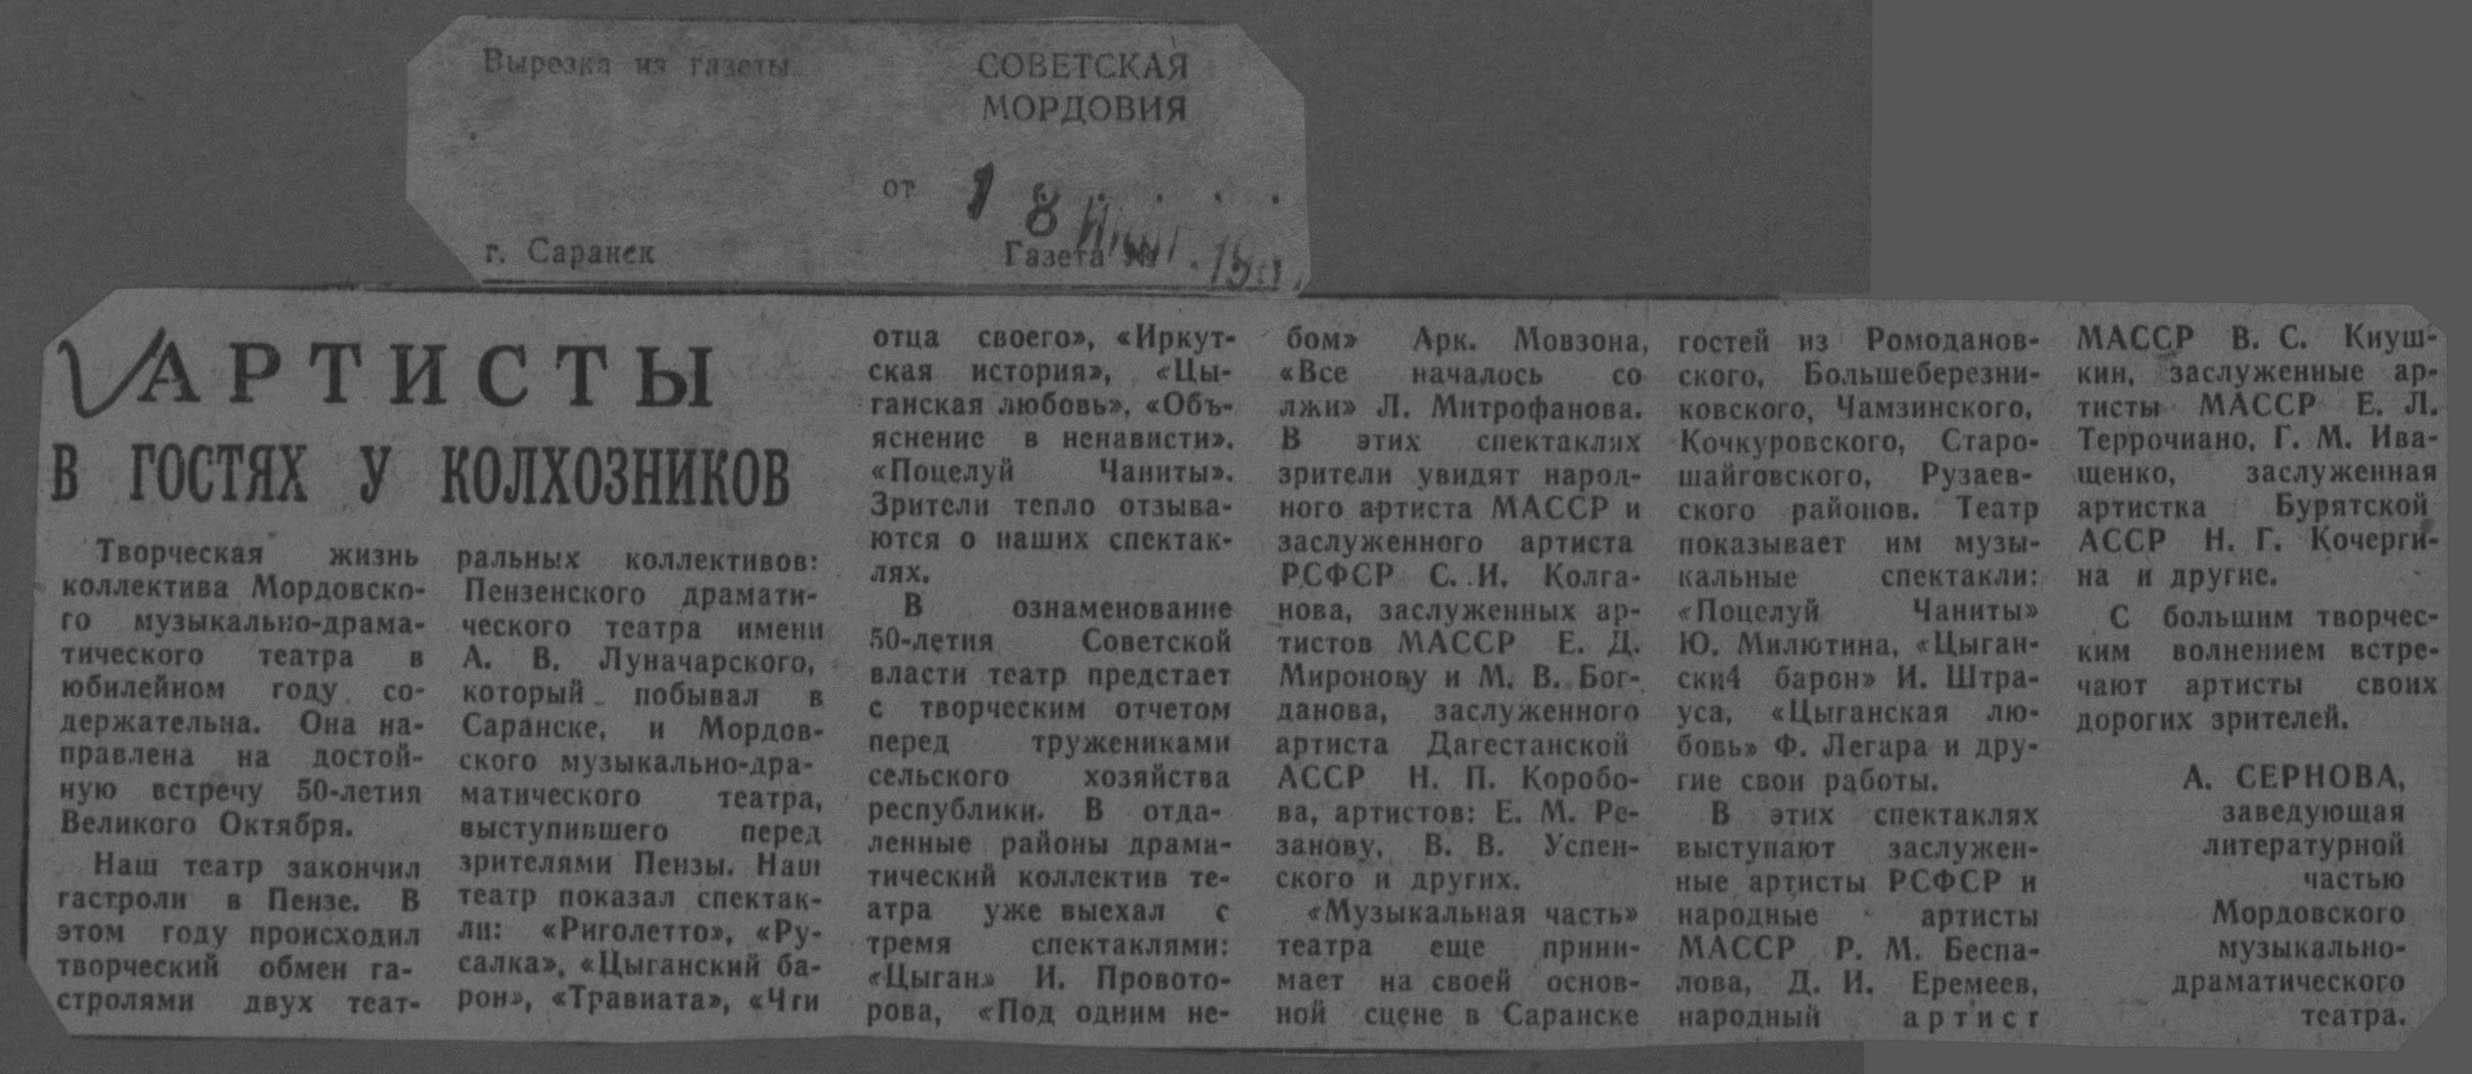 Вырезка из газеты
СОВЕТСКАЯ
МОРДОВИЯ
от 18
г. Саранск
Газета №
АРТИСТЫ
В ГОСТЯХ У КОЛХОЗНИКОВ
Творческая жизнь
коллектива Мордовско-
го музыкально-драма-
тического театра в
юбилейном году со-
держательна. Она на-
правлена на достой-
ную встречу 50-летия
Великого Октября.
Наш театр закончил
гастроли в Пензе. В
этом году происходил
творческий обмен га-
стролями двух теат-
ральных коллективов:
Пензенского драмати-
ческого театра имени
А. В. Луначарского,
который побывал в
Саранске, и Мордов-
ского музыкально-дра-
матического театра,
выступившего перед
зрителями Пензы. Наш
театр показал спектак-
ли: «Риголетто», «Ру-
салка», «Цыганский ба-
рон», «Травиата», «Чти
отца своего», «Иркут-
ская история», «Цы-
ганская любовь», «Объ-
яснение в ненависти»,
«Поцелуй Чаниты».
Зрители тепло отзыва-
ются о наших спектак-
лях.
В ознаменование
50-летия Советской
власти театр предстает
с творческим отчетом
перед тружениками
сельского хозяйства
республики. В отда-
ленные районы драма-
тический коллектив те-
атра уже выехал с
тремя спектаклями:
«Цыган» И. Провото-
рова, «Под одним не-
бом» Арк. Мовзона,
«Все началось со
лжи» Л. Митрофанова.
В этих спектаклях
зрители увидят народ-
ного артиста МАССР и
заслуженного артиста
РСФСР С. И. Колга-
нова, заслуженных ар-
тистов МАССР Е. Д.
Миронову и М. В. Бог-
данова, заслуженного
артиста Дагестанской
АССР Н. П. Коробо-
ва, артистов: Е. М. Ре-
занову, В. В. Успен-
ского и других.
«Музыкальная часть»
театра еще прини-
мает на своей основ-
ной сцене в Саранске
гостей из Ромоданов-
ского, Большеберезни-
ковского, Чамзинского,
Кочкуровского, Старо-
шайговского, Рузаев-
ского районов. Театр
показывает им музы-
кальные спектакли:
«Поцелуй Чаниты»
Ю. Милютина, «Цыган-
ски4 барон» И. Штра-
уса, «Цыганская лю-
бовь» Ф. Легара и дру-
гие свои работы.
В этих спектаклях
выступают заслужен-
ные артисты РСФСР и
народные артисты
МАССР Р. М. Беспа-
лова, Д. И. Еремеев,
народный артист
МАССР В. С. Киуш-
кин, заслуженные ар-
тисты МАССР Е. Л.
Террочиано, Г. М. Ива-
щенко, заслуженная
артистка Бурятской
АССР Н. Г. Кочерги-
на и другие.
С большим творчес-
ким волнением встре-
чают артисты своих
дорогих зрителей.
А. СЕРНОВА,
заведующая
литературной
частью
Мордовского
музыкально-
драматического
театра.